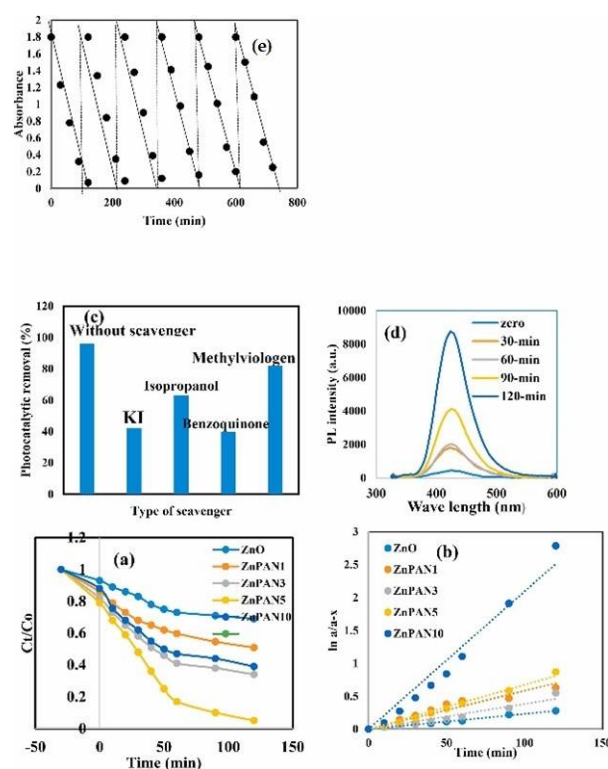 (e)
Absorbance
2
1.8
1.6
1.4
1.2
1
0.8
0.6
0.4
0.2
0
0 200 400 600 800
Time (min)
(c)
Photocatalytic removal (%)
120
100
80
60
40
20
0
Without scavenger
KI
Isopropanol
Benzoquinone
Methylviologen
Type of scavenger
(d)
PL intensity (a.u.)
10000
8000
6000
4000
2000
0
zero
30-min
60-min
90-min
120-min
300 400 500 600
Wave length (nm)
(a)
Ct/Co
1.2
1
0.8
0.6
0.4
0.2
0
ZnO
ZnPAN1
ZnPAN3
ZnPAN5
ZnPAN10
-50 0 50 100 150
Time (min)
(b)
ln a/a-x
3
2.5
2
1.5
1
0.5
0
ZnO
ZnPAN1
ZnPAN3
ZnPAN5
ZnPAN10
0 50 100 150
Time (min)